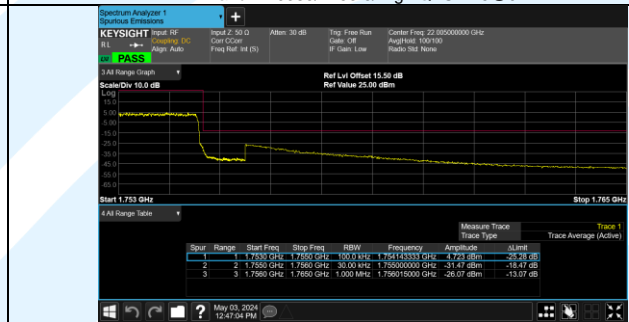 Spectrum Analyzer 1
Spurious Emissions
+
KEYSIGHT Input: RF Input Z: 50 Ω Atten: 30 dB Trig: Free Run Center Freq: 22.005000000 GHz
RL Coupling: DC Corr CCorr Gate: Off Avg|Hold: 100/100
Align: Auto Freq Ref: Int (S) IF Gain: Low Radio Std: None
PASS
3 All Range Graph Ref Lvl Offset 15.50 dB
Scale/Div 10.0 dB Ref Value 25.00 dBm
Log
15.0
5.00
-5.00
-15.0
-25.0
-35.0
-45.0
-55.0
-65.0
Start 1.753 GHz Stop 1.765 GHz
4 All Range Table
Measure Trace Trace 1
Trace Type Trace Average (Active)
Spur Range Start Freq Stop Freq RBW Frequency Amplitude ΔLimit
1 1 1.7530 GHz 1.7550 GHz 100.0 kHz 1.754143333 GHz 4.723 dBm -25.28 dB
2 2 1.7550 GHz 1.7560 GHz 30.00 kHz 1.755000000 GHz -31.47 dBm -18.47 dB
3 3 1.7560 GHz 1.7650 GHz 1.000 MHz 1.756015000 GHz -26.07 dBm -13.07 dB
? May 03, 2024
12:47:04 PM